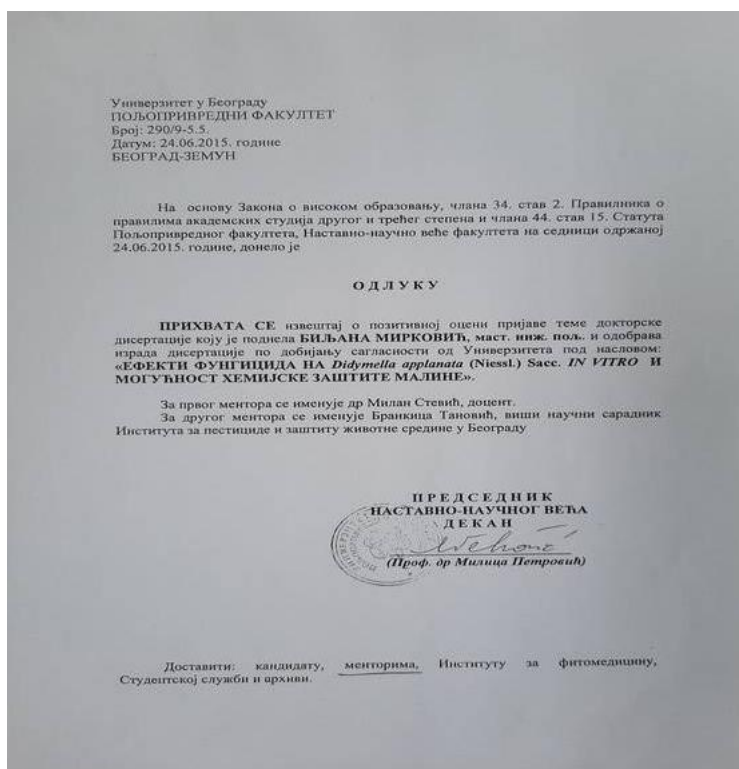 Универзитет у Београду
ПОЉОПРИВРЕДНИ ФАКУЛТЕТ
Број: 290/9-5.5.
Датум: 24.06.2015. године
БЕОГРАД-ЗЕМУН
На основу Закона о високом образовању, члана 34. став 2. Правилника о
правилима академских студија другог и трећег степена и члана 44. став 15. Статута
Пољопривредног факултета, Наставно-научно веће факултета на седници одржаној
24.06.2015. године, донело је
О Д Л У К У
ПРИХВАТА СЕ извештај о позитивној оцени пријаве теме докторске
дисертације коју је поднела БИЉАНА МИРКОВИЋ, маст. инж. пољ. и одобрава
израда дисертације по добијању сагласности од Универзитета под насловом:
«ЕФЕКТИ ФУНГИЦИДА НА Didymella applanata (Niessl.) Sacc. IN VITRO И
МОГУЋНОСТ ХЕМИЈСКЕ ЗАШТИТЕ МАЛИНЕ».
За првог ментора се именује др Милан Стевић, доцент.
За другог ментора се именује Бранкица Тановић, виши научни сарадник
Института за пестициде и заштиту животне средине у Београду
П Р Е Д С Е Д Н И К
НАСТАВНО-НАУЧНОГ ВЕЋА
Д Е К А Н
(Проф. др Милица Петровић)
Доставити: кандидату, менторима, Институту за фитомедицину,
Студентској служби и архиви.